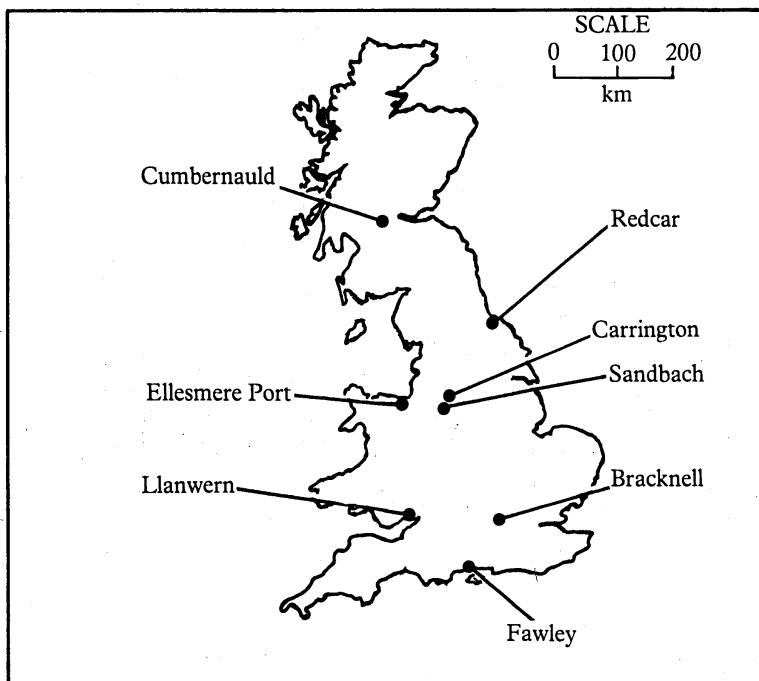 SCALE
0 100 200
km
Cumbernauld
Redcar
Carrington
Sandbach
Ellesmere Port
Llanwern
Bracknell
Fawley